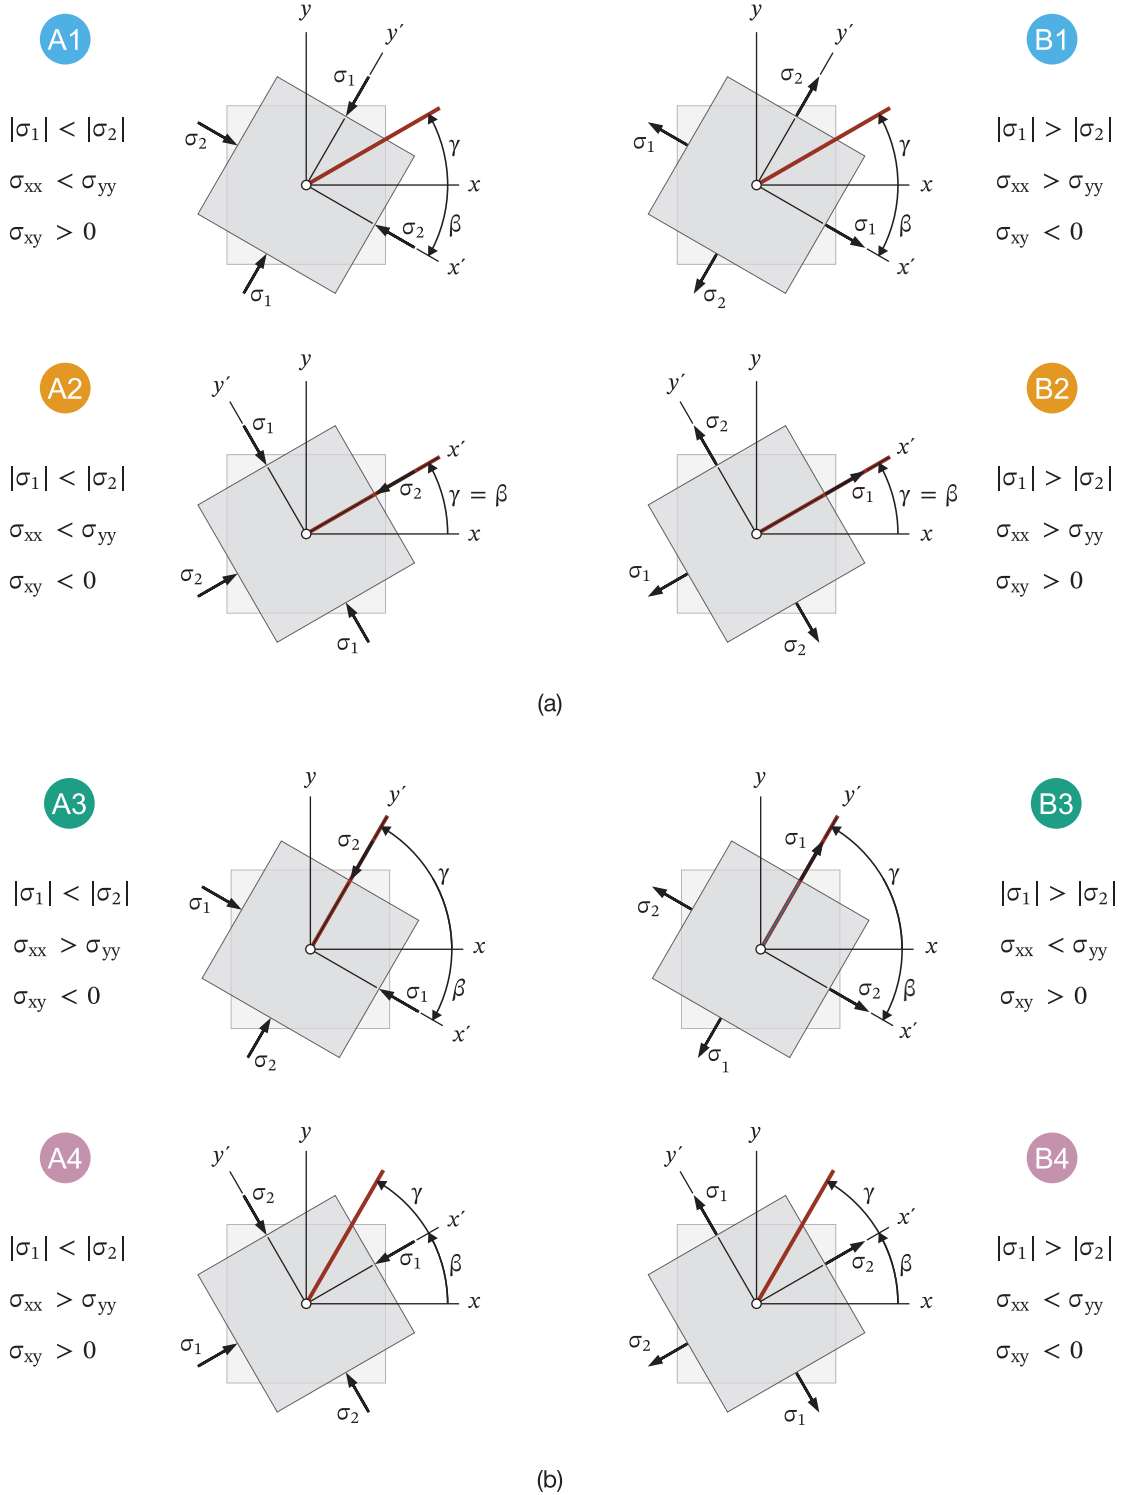 A1
|σ1| < |σ2|
σxx < σyy
σxy > 0
y
y′
σ1
σ2
γ
x
β
σ2
x′
σ1
B1
|σ1| > |σ2|
σxx > σyy
σxy < 0
y
y′
σ2
σ1
γ
x
β
σ1
x′
σ2
A2
|σ1| < |σ2|
σxx < σyy
σxy < 0
y
y′
σ1
x′
σ2
γ = β
x
σ2
σ1
B2
|σ1| > |σ2|
σxx > σyy
σxy > 0
y
y′
σ2
x′
σ1
γ = β
x
σ1
σ2
(a)
A3
|σ1| < |σ2|
σxx > σyy
σxy < 0
y
y′
σ2
γ
σ1
x
σ1
β
x′
σ2
B3
|σ1| > |σ2|
σxx < σyy
σxy > 0
y
y′
σ1
γ
σ2
x
σ2
β
x′
σ1
A4
|σ1| < |σ2|
σxx > σyy
σxy > 0
y
y′
σ2
γ
x′
σ1
β
x
σ1
σ2
B4
|σ1| > |σ2|
σxx < σyy
σxy < 0
y
y′
σ1
γ
x′
σ2
β
x
σ2
σ1
(b)